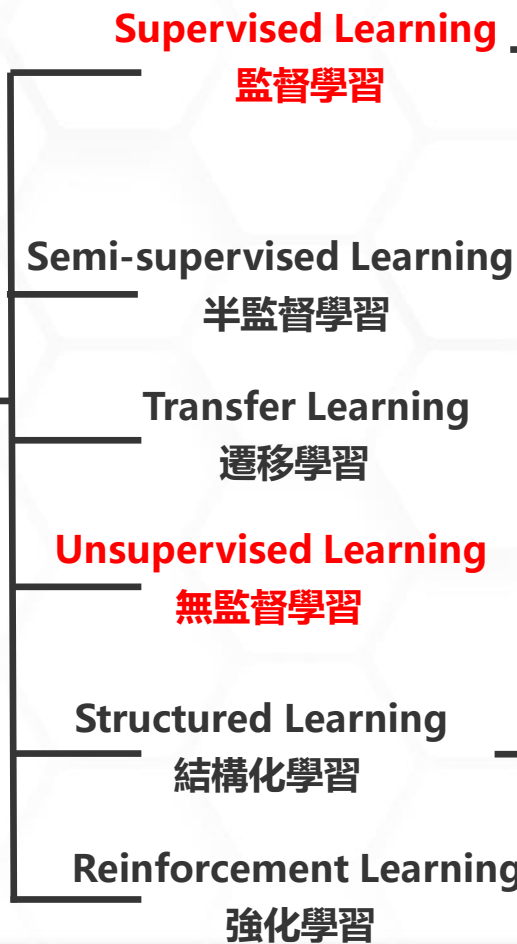 Supervised Learning
監督學習
Semi-supervised Learning
半監督學習
Transfer Learning
遷移學習
Unsupervised Learning
無監督學習
Structured Learning
結構化學習
Reinforcement Learning
強化學習